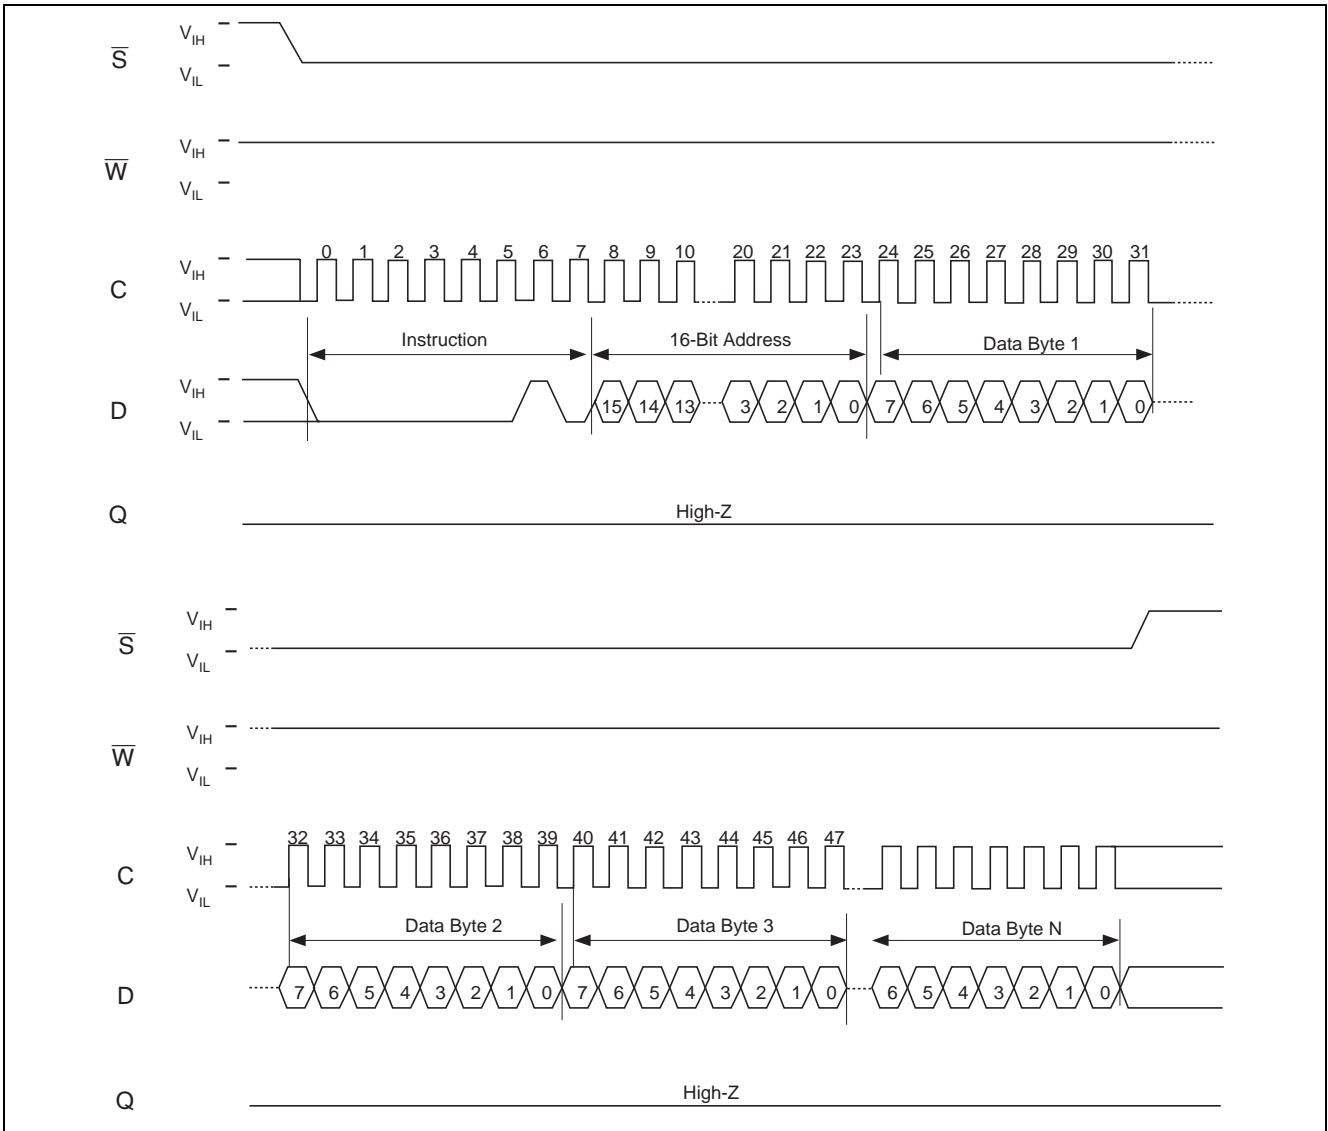 S̅
V_IH
V_IL
W̅
V_IH
V_IL
0 1 2 3 4 5 6 7 8 9 10 20 21 22 23 24 25 26 27 28 29 30 31
C
V_IH
V_IL
Instruction 16-Bit Address Data Byte 1
D
V_IH
V_IL
15 14 13 3 2 1 0 7 6 5 4 3 2 1 0
Q
High-Z
S̅
V_IH
V_IL
W̅
V_IH
V_IL
32 33 34 35 36 37 38 39 40 41 42 43 44 45 46 47
C
V_IH
V_IL
Data Byte 2 Data Byte 3 Data Byte N
D
7 6 5 4 3 2 1 0 7 6 5 4 3 2 1 0 6 5 4 3 2 1 0
Q
High-Z